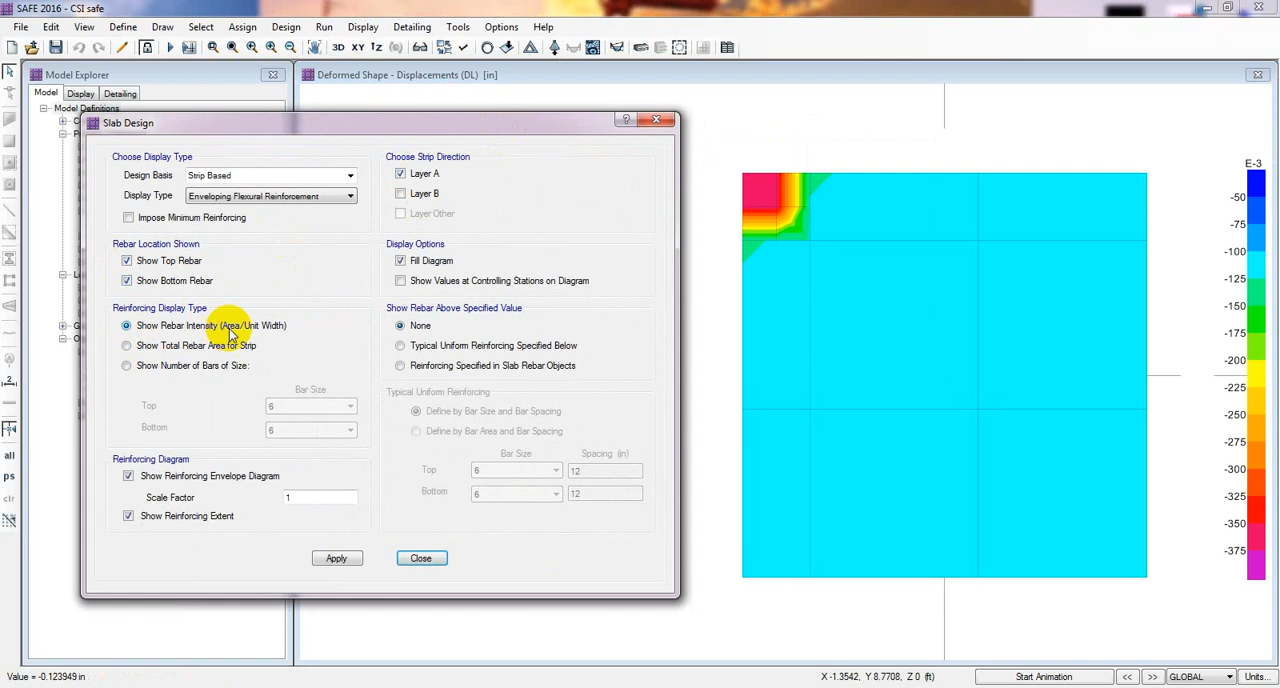 SAFE 2016 - CSI safe
File Edit View Define Draw Select Assign Design Run Display Detailing Tools Options Help
3D XY
Model Explorer
Deformed Shape - Displacements (DL) [in]
Model Display Detailing
Model Definitions
Slab Design
Choose Display Type
Design Basis Strip Based
Display Type Enveloping Flexural Reinforcement
Impose Minimum Reinforcing
Choose Strip Direction
Layer A
Layer B
Layer Other
Rebar Location Shown
Show Top Rebar
Show Bottom Rebar
Display Options
Fill Diagram
Show Values at Controlling Stations on Diagram
Reinforcing Display Type
Show Rebar Intensity (Area/Unit Width)
Show Total Rebar Area for Strip
Show Number of Bars of Size:
Bar Size
Top 6
Bottom 6
Show Rebar Above Specified Value
None
Typical Uniform Reinforcing Specified Below
Reinforcing Specified in Slab Rebar Objects
Typical Uniform Reinforcing
Define by Bar Size and Bar Spacing
Define by Bar Area and Bar Spacing
Bar Size Spacing (in)
Top 6 12
Bottom 6 12
Reinforcing Diagram
Show Reinforcing Envelope Diagram
Scale Factor 1
Show Reinforcing Extent
Apply Close
E-3
-50
-75
-100
-125
-150
-175
-200
-225
-250
-275
-300
-325
-350
-375
all
ps
clr
Value = -0.123949 in
X -1.3542, Y 8.7708, Z 0 (ft)
Start Animation << >> GLOBAL Units...